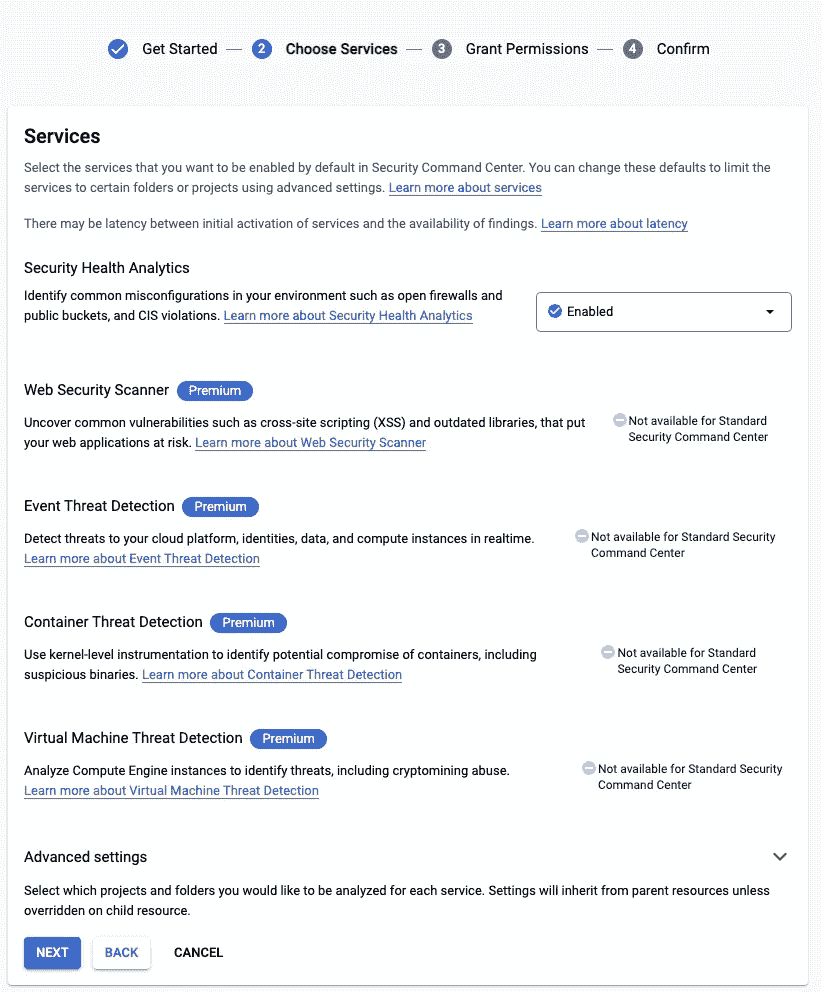 Get Started 2 Choose Services 3 Grant Permissions 4 Confirm
Services
Select the services that you want to be enabled by default in Security Command Center. You can change these defaults to limit the
services to certain folders or projects using advanced settings. Learn more about services
There may be latency between initial activation of services and the availability of findings. Learn more about latency
Security Health Analytics
Identify common misconfigurations in your environment such as open firewalls and
public buckets, and CIS violations. Learn more about Security Health Analytics
Enabled
Web Security Scanner Premium
Uncover common vulnerabilities such as cross-site scripting (XSS) and outdated libraries, that put
your web applications at risk. Learn more about Web Security Scanner
Not available for Standard
Security Command Center
Event Threat Detection Premium
Detect threats to your cloud platform, identities, data, and compute instances in realtime.
Learn more about Event Threat Detection
Not available for Standard Security
Command Center
Container Threat Detection Premium
Use kernel-level instrumentation to identify potential compromise of containers, including
suspicious binaries. Learn more about Container Threat Detection
Not available for Standard
Security Command Center
Virtual Machine Threat Detection Premium
Analyze Compute Engine instances to identify threats, including cryptomining abuse.
Learn more about Virtual Machine Threat Detection
Not available for Standard Security
Command Center
Advanced settings
Select which projects and folders you would like to be analyzed for each service. Settings will inherit from parent resources unless
overridden on child resource.
NEXT BACK CANCEL